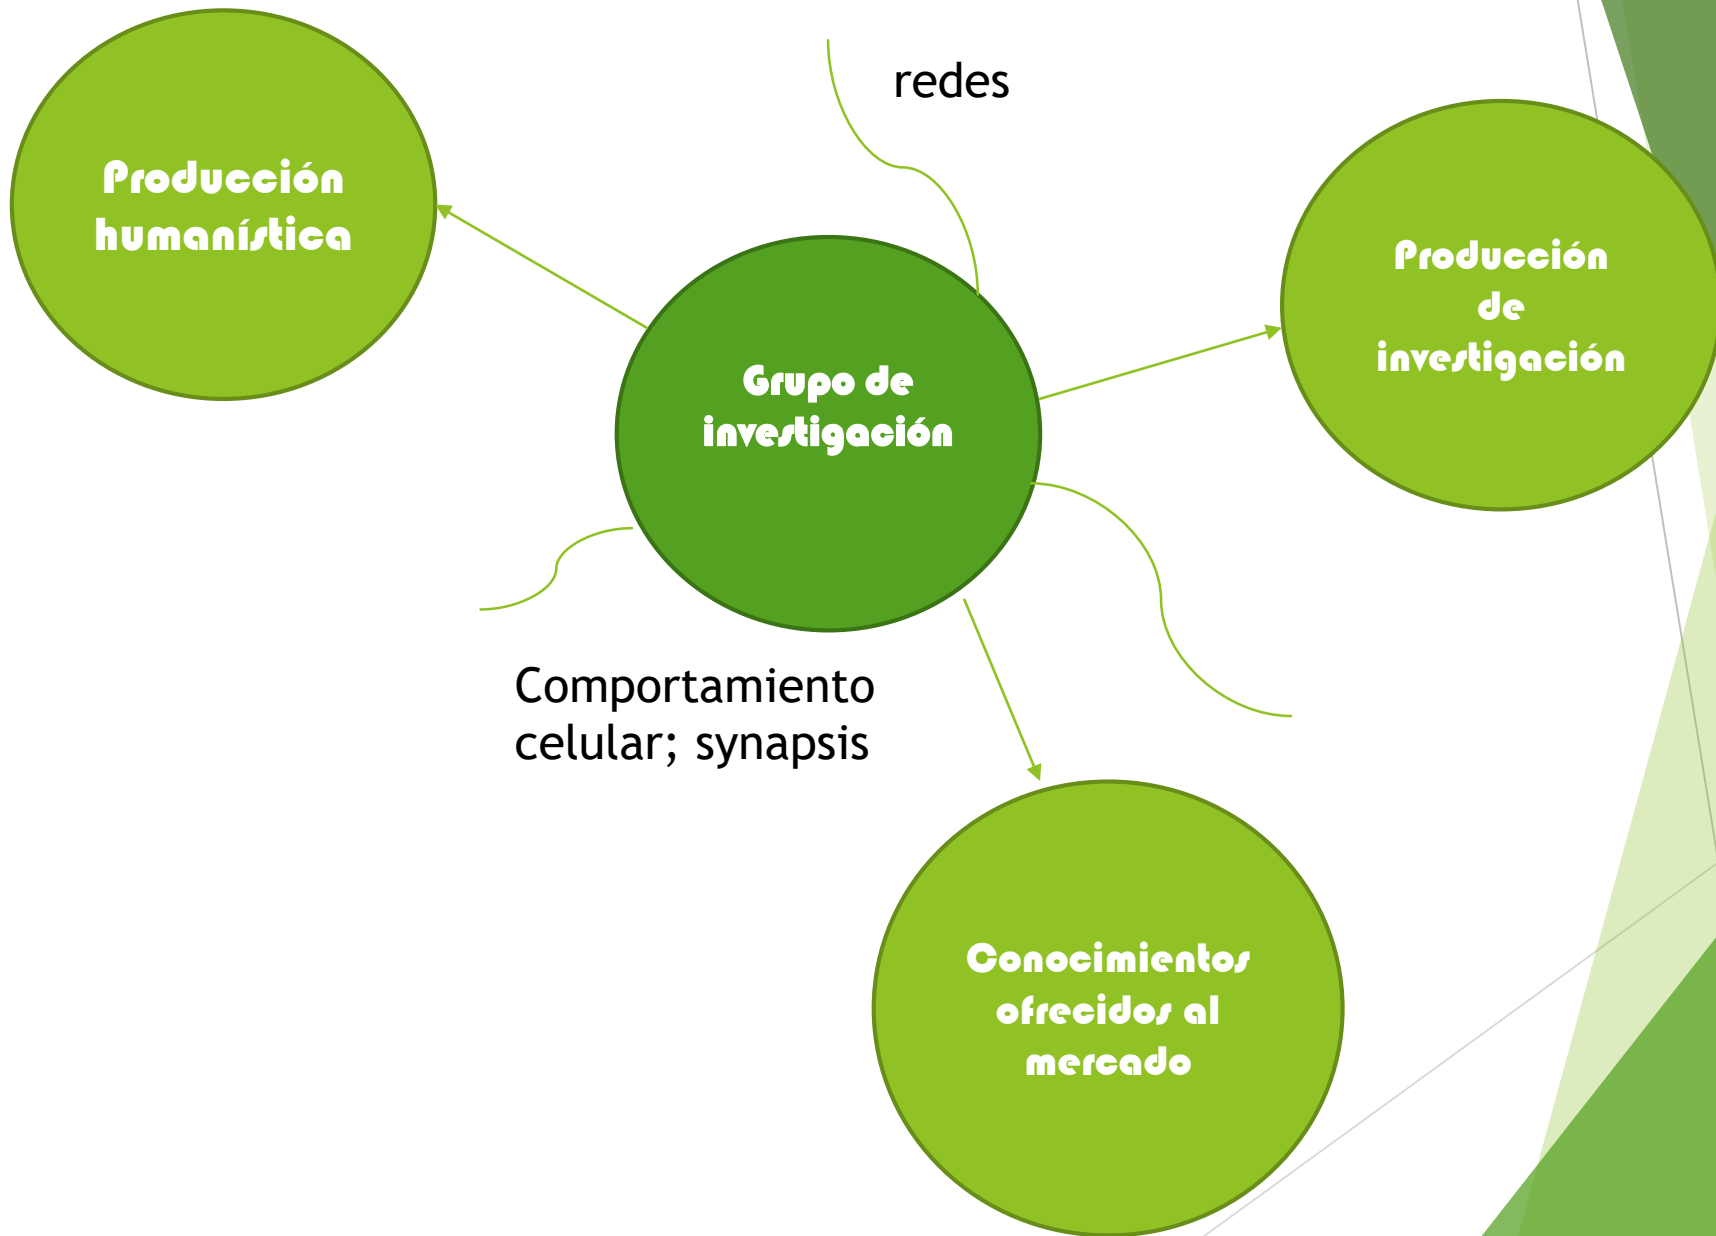 redes
Producción
humanística
Producción
de
investigación
Grupo de
investigación
Comportamiento
celular; synapsis
Conocimientos
ofrecidos al
mercado